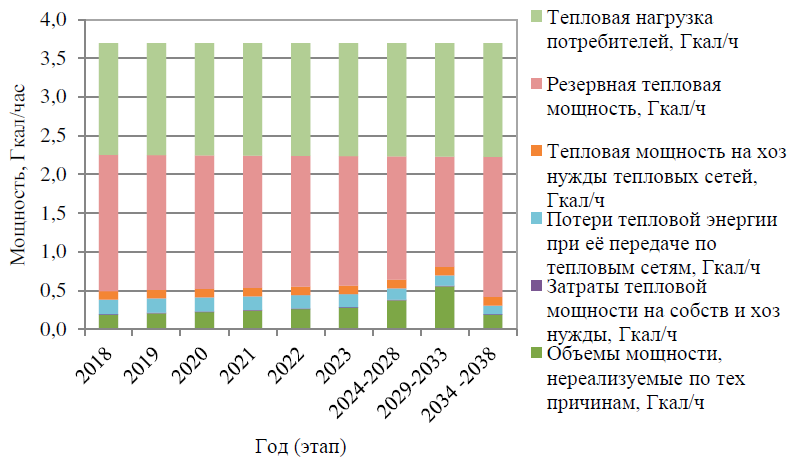 4,0
3,5
3,0
2,5
2,0
1,5
1,0
0,5
0,0
Мощность, Гкал/час
2018
2019
2020
2021
2022
2023
2024-2028
2029-2033
2034 -2038
Год (этап)
Тепловая нагрузка
потребителей, Гкал/ч
Резервная тепловая
мощность, Гкал/ч
Тепловая мощность на хоз
нужды тепловых сетей,
Гкал/ч
Потери тепловой энергии
при её передаче по
тепловым сетям, Гкал/ч
Затраты тепловой
мощности на собств и хоз
нужды, Гкал/ч
Объемы мощности,
нереализуемые по тех
причинам, Гкал/ч